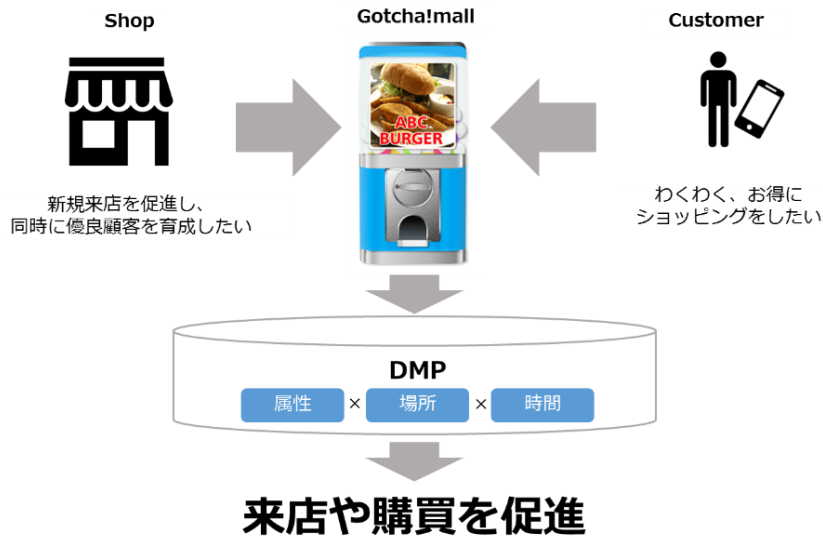 Shop
Gotcha!mall
Customer
ABC
BURGER
新規来店を促進し、
同時に優良顧客を育成したい
わくわく、お得に
ショッピングをしたい
DMP
属性 × 場所 × 時間
来店や購買を促進